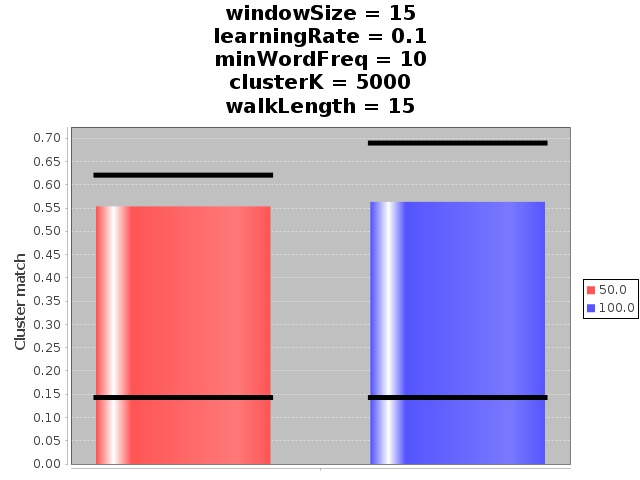 windowSize = 15
learningRate = 0.1
minWordFreq = 10
clusterK = 5000
walkLength = 15
Cluster match
0.70
0.65
0.60
0.55
0.50
0.45
0.40
0.35
0.30
0.25
0.20
0.15
0.10
0.05
0.00
50.0
100.0